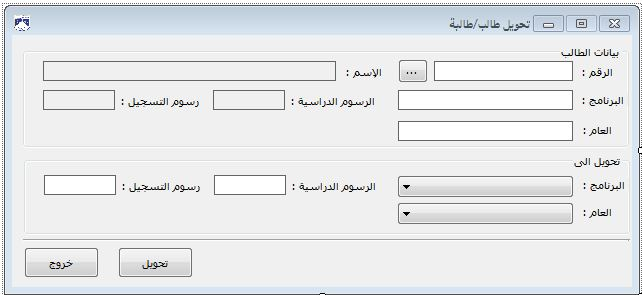 تحويل طالب/طالبة
بيانات الطالب
الرقم : ... الإسم :
البرنامج : الرسوم الدراسية : رسوم التسجيل :
العام :
تحويل الى
البرنامج : الرسوم الدراسية : رسوم التسجيل :
العام :
تحويل خروج